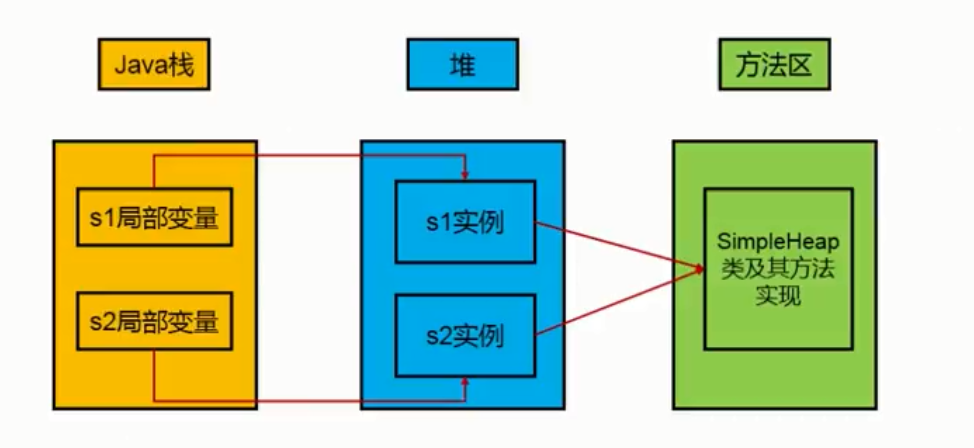 Java栈
堆
方法区
s1局部变量
s2局部变量
s1实例
s2实例
SimpleHeap
类及其方法
实现